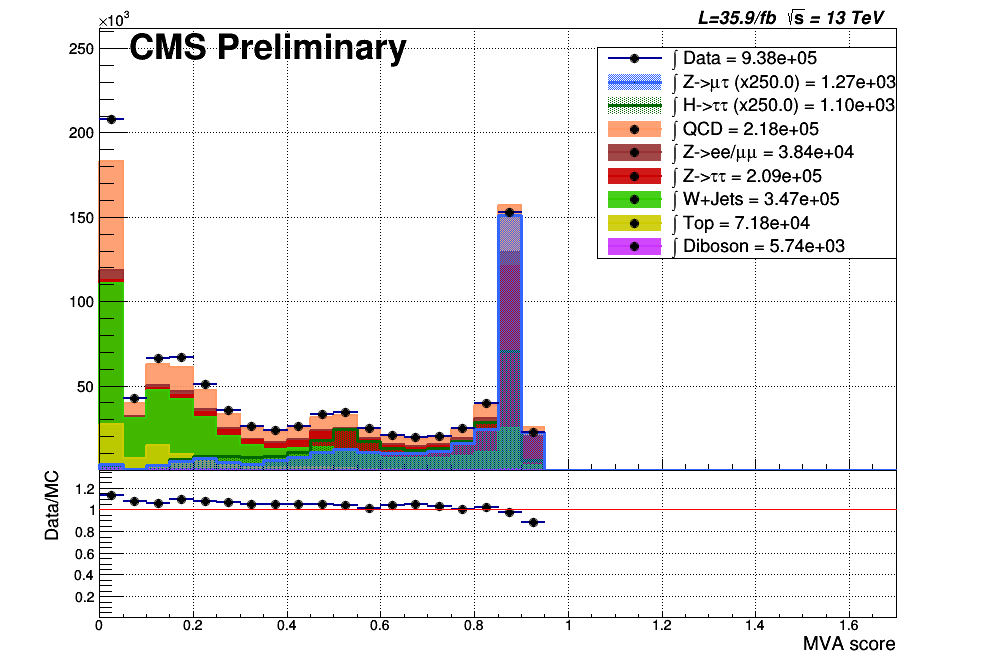 ×10³
L=35.9/fb √s = 13 TeV
CMS Preliminary
∫ Data = 9.38e+05
∫ Z->μτ (x250.0) = 1.27e+03
∫ H->ττ (x250.0) = 1.10e+03
∫ QCD = 2.18e+05
∫ Z->ee/μμ = 3.84e+04
∫ Z->ττ = 2.09e+05
∫ W+Jets = 3.47e+05
∫ Top = 7.18e+04
∫ Diboson = 5.74e+03
250
200
150
100
50
Data/MC
1.2
1
0.8
0.6
0.4
0.2
0 0.2 0.4 0.6 0.8 1 1.2 1.4 1.6
MVA score